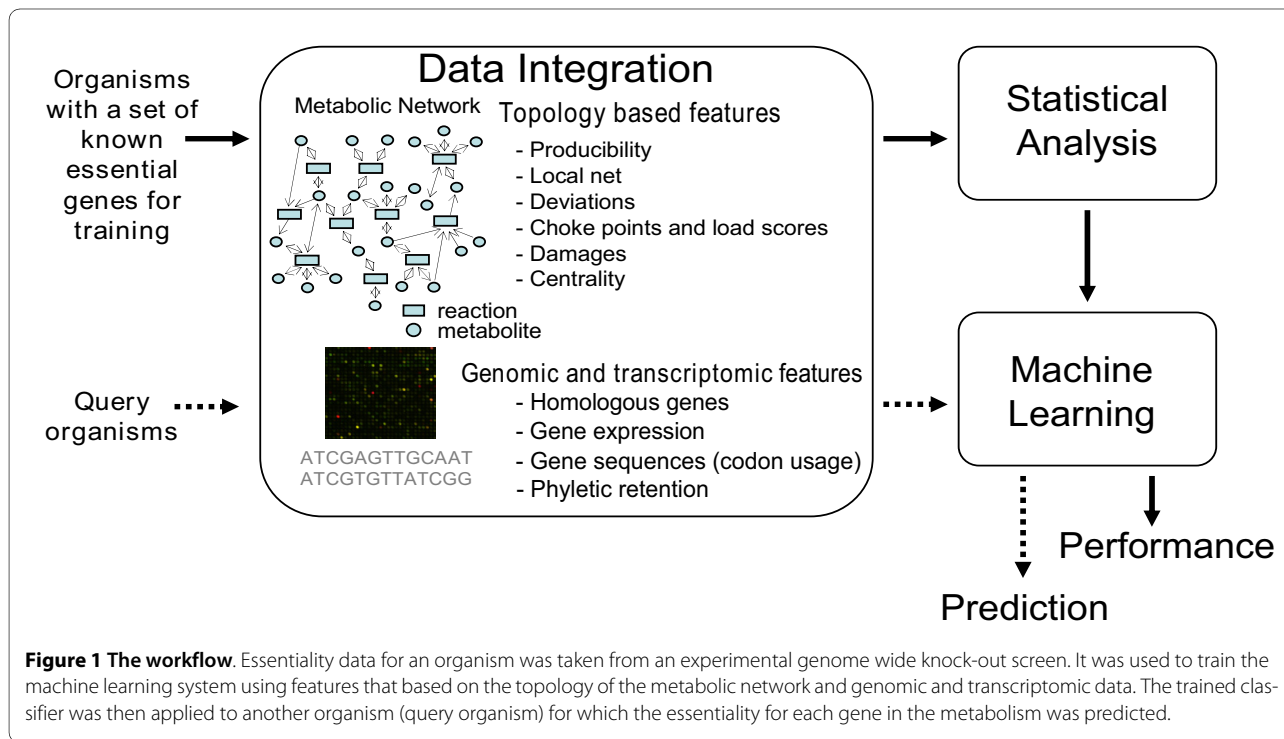 Organisms
with a set of
known
essential
genes for
training
Data Integration
Metabolic Network
Topology based features
- Producibility
- Local net
- Deviations
- Choke points and load scores
- Damages
- Centrality
reaction
metabolite
Statistical
Analysis
Query
organisms
Genomic and transcriptomic features
- Homologous genes
- Gene expression
- Gene sequences (codon usage)
- Phyletic retention
ATCGAGTTGCAAT
ATCGTGTTATCGG
Machine
Learning
Performance
Prediction
Figure 1 The workflow. Essentiality data for an organism was taken from an experimental genome wide knock-out screen. It was used to train the
machine learning system using features that based on the topology of the metabolic network and genomic and transcriptomic data. The trained clas-
sifier was then applied to another organism (query organism) for which the essentiality for each gene in the metabolism was predicted.